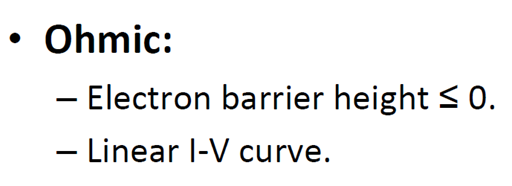 • Ohmic:
– Electron barrier height ≤ 0.
– Linear I-V curve.